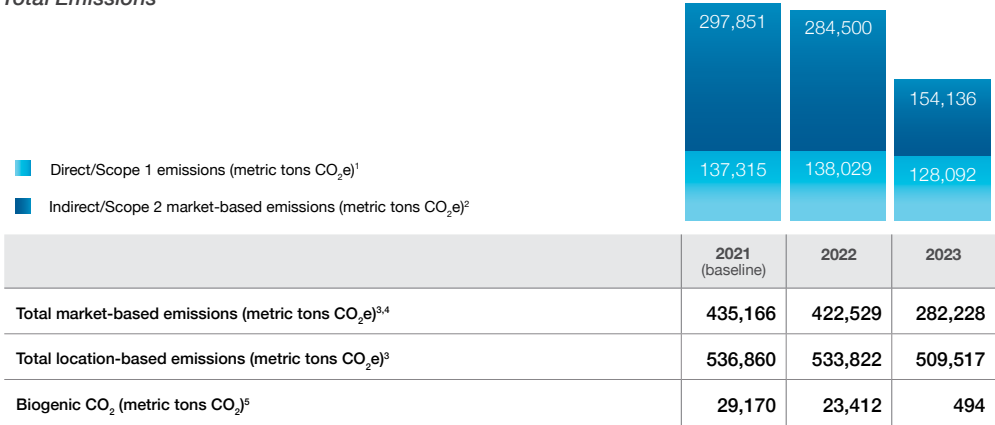 Total Emissions
297,851
284,500
154,136
137,315
138,029
128,092
Direct/Scope 1 emissions (metric tons CO₂e)¹
Indirect/Scope 2 market-based emissions (metric tons CO₂e)²
2021 2022 2023
(baseline)
Total market-based emissions (metric tons CO₂e)³,⁴ 435,166 422,529 282,228
Total location-based emissions (metric tons CO₂e)³ 536,860 533,822 509,517
Biogenic CO₂ (metric tons CO₂)⁵ 29,170 23,412 494